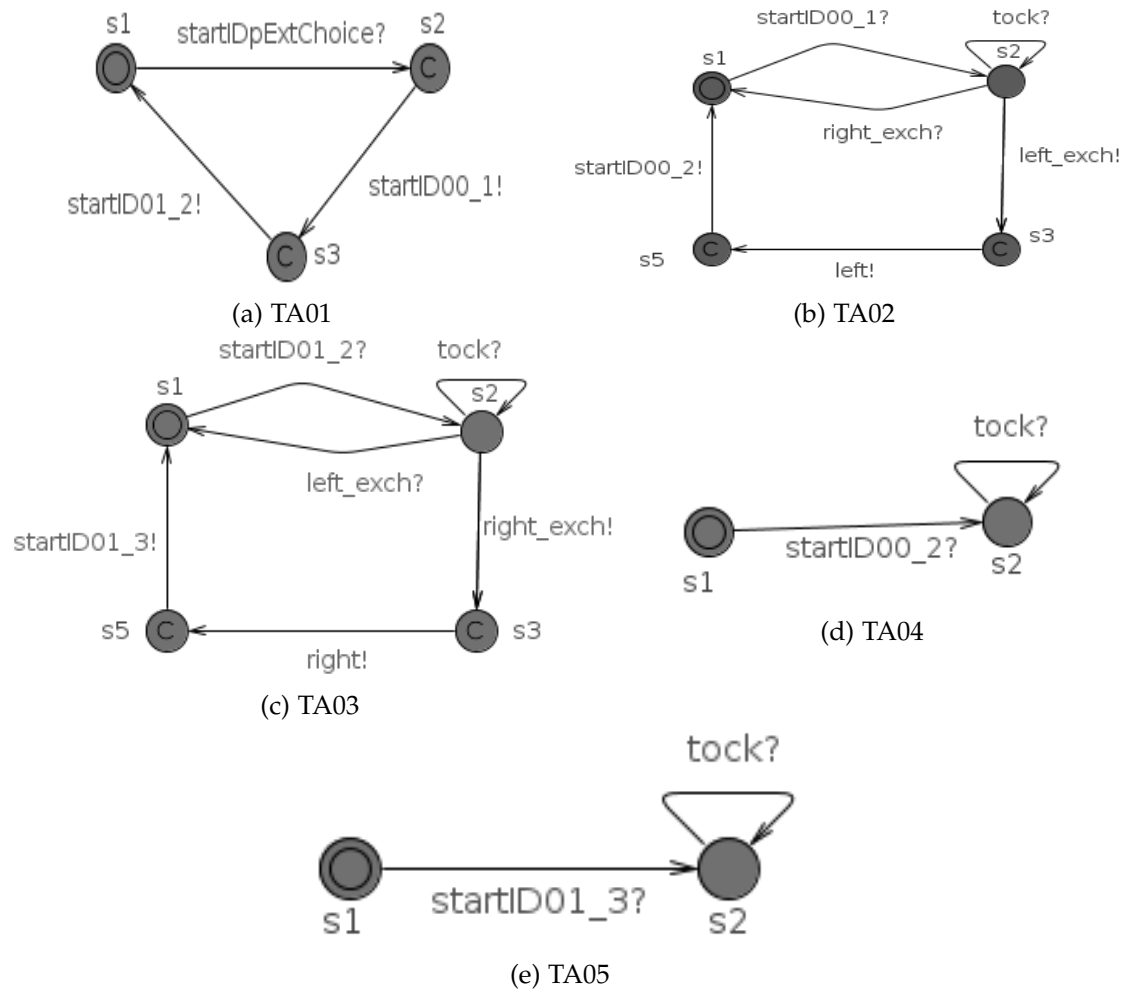 s1
startIDpExtChoice?
s2
C
startID01_2!
startID00_1!
C
s3
(a) TA01
startID00_1?
tock?
s1
s2
right_exch?
left_exch!
startID00_2!
s3
C
C
s5
left!
(b) TA02
startID01_2?
tock?
s1
s2
left_exch?
right_exch!
startID01_3!
s5
C
C
s3
right!
(c) TA03
tock?
startID00_2?
s1
s2
(d) TA04
tock?
startID01_3?
s1
s2
(e) TA05